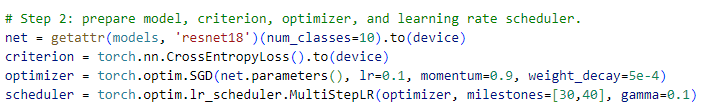 # Step 2: prepare model, criterion, optimizer, and learning rate scheduler.
net = getattr(models, 'resnet18')(num_classes=10).to(device)
criterion = torch.nn.CrossEntropyLoss().to(device)
optimizer = torch.optim.SGD(net.parameters(), lr=0.1, momentum=0.9, weight_decay=5e-4)
scheduler = torch.optim.lr_scheduler.MultiStepLR(optimizer, milestones=[30,40], gamma=0.1)